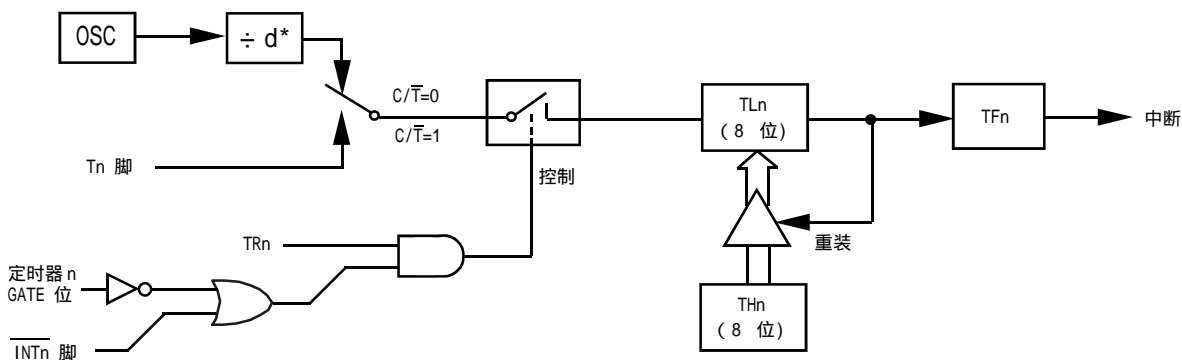 OSC
÷ d*
C/T̅=0
C/T̅=1
Tn 脚
控制
TLn
(8 位)
TFn
中断
重装
TRn
定时器n
GATE 位
I̅N̅T̅n̅ 脚
THn
(8 位)